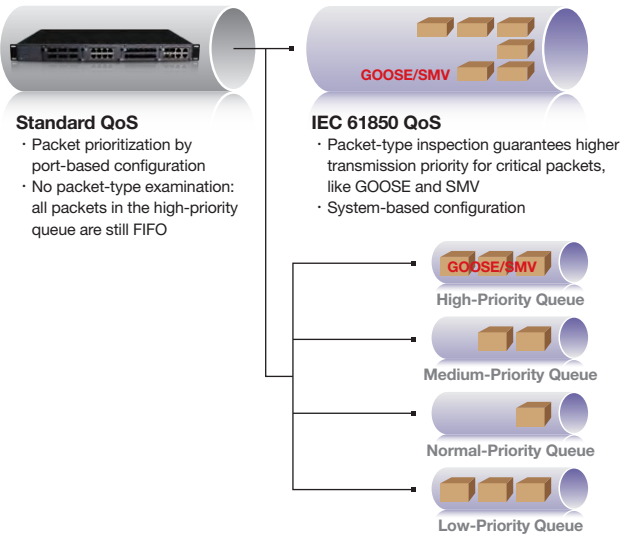 GOOSE/SMV
Standard QoS
· Packet prioritization by
port-based configuration
· No packet-type examination:
all packets in the high-priority
queue are still FIFO
IEC 61850 QoS
· Packet-type inspection guarantees higher
transmission priority for critical packets,
like GOOSE and SMV
· System-based configuration
GOOSE/SMV
High-Priority Queue
Medium-Priority Queue
Normal-Priority Queue
Low-Priority Queue